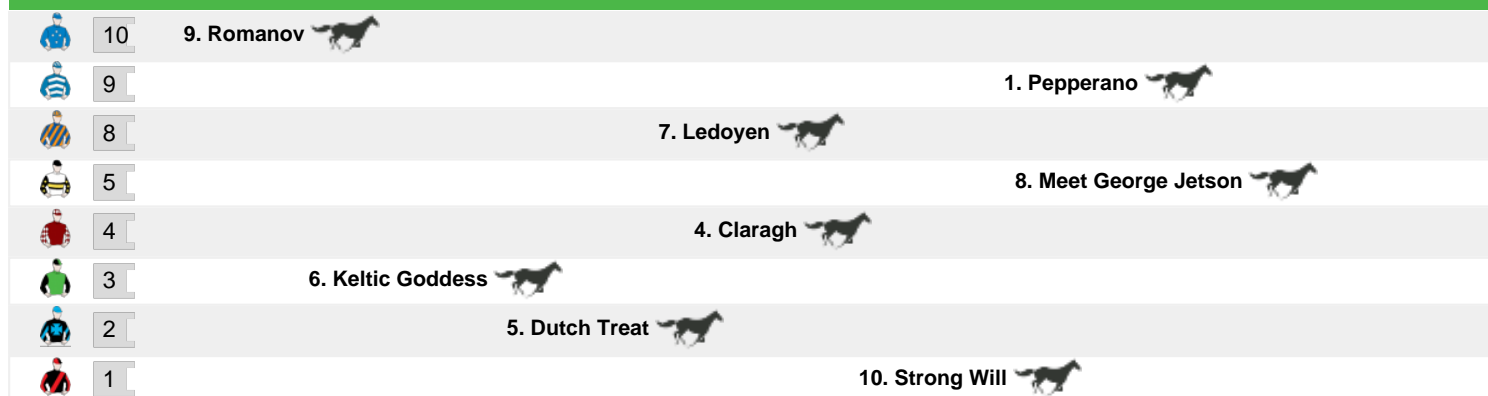 10 9. Romanov
9 1. Pepperano
8 7. Ledoyen
5 8. Meet George Jetson
4 4. Claragh
3 6. Keltic Goddess
2 5. Dutch Treat
1 10. Strong Will